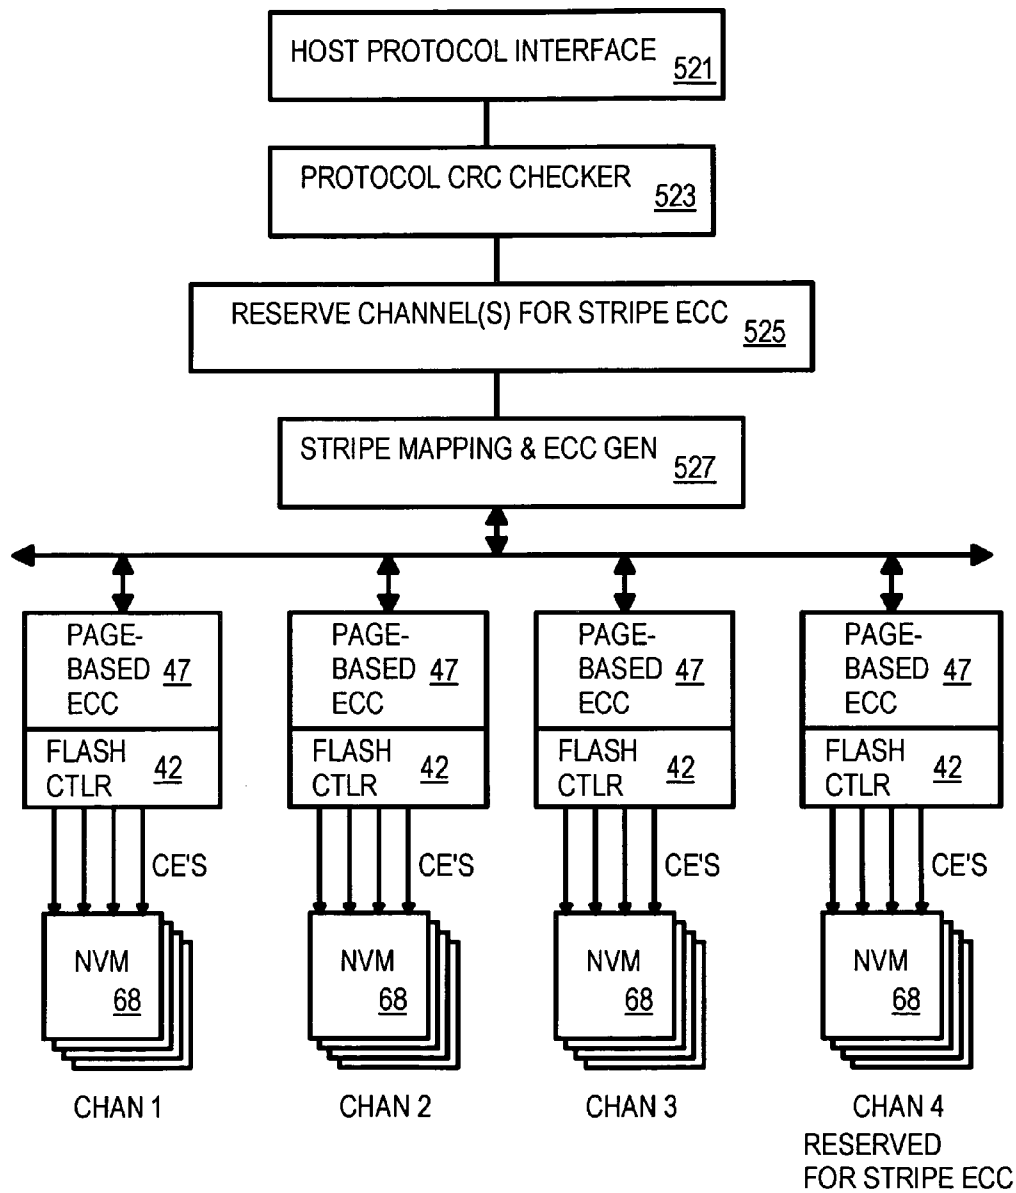 HOST PROTOCOL INTERFACE 521
PROTOCOL CRC CHECKER 523
RESERVE CHANNEL(S) FOR STRIPE ECC 525
STRIPE MAPPING & ECC GEN 527
PAGE-
BASED 47
ECC
FLASH 42
CTLR
CE'S
NVM
68
CHAN 1
PAGE-
BASED 47
ECC
FLASH 42
CTLR
CE'S
NVM
68
CHAN 2
PAGE-
BASED 47
ECC
FLASH 42
CTLR
CE'S
NVM
68
CHAN 3
PAGE-
BASED 47
ECC
FLASH 42
CTLR
CE'S
NVM
68
CHAN 4
RESERVED
FOR STRIPE ECC